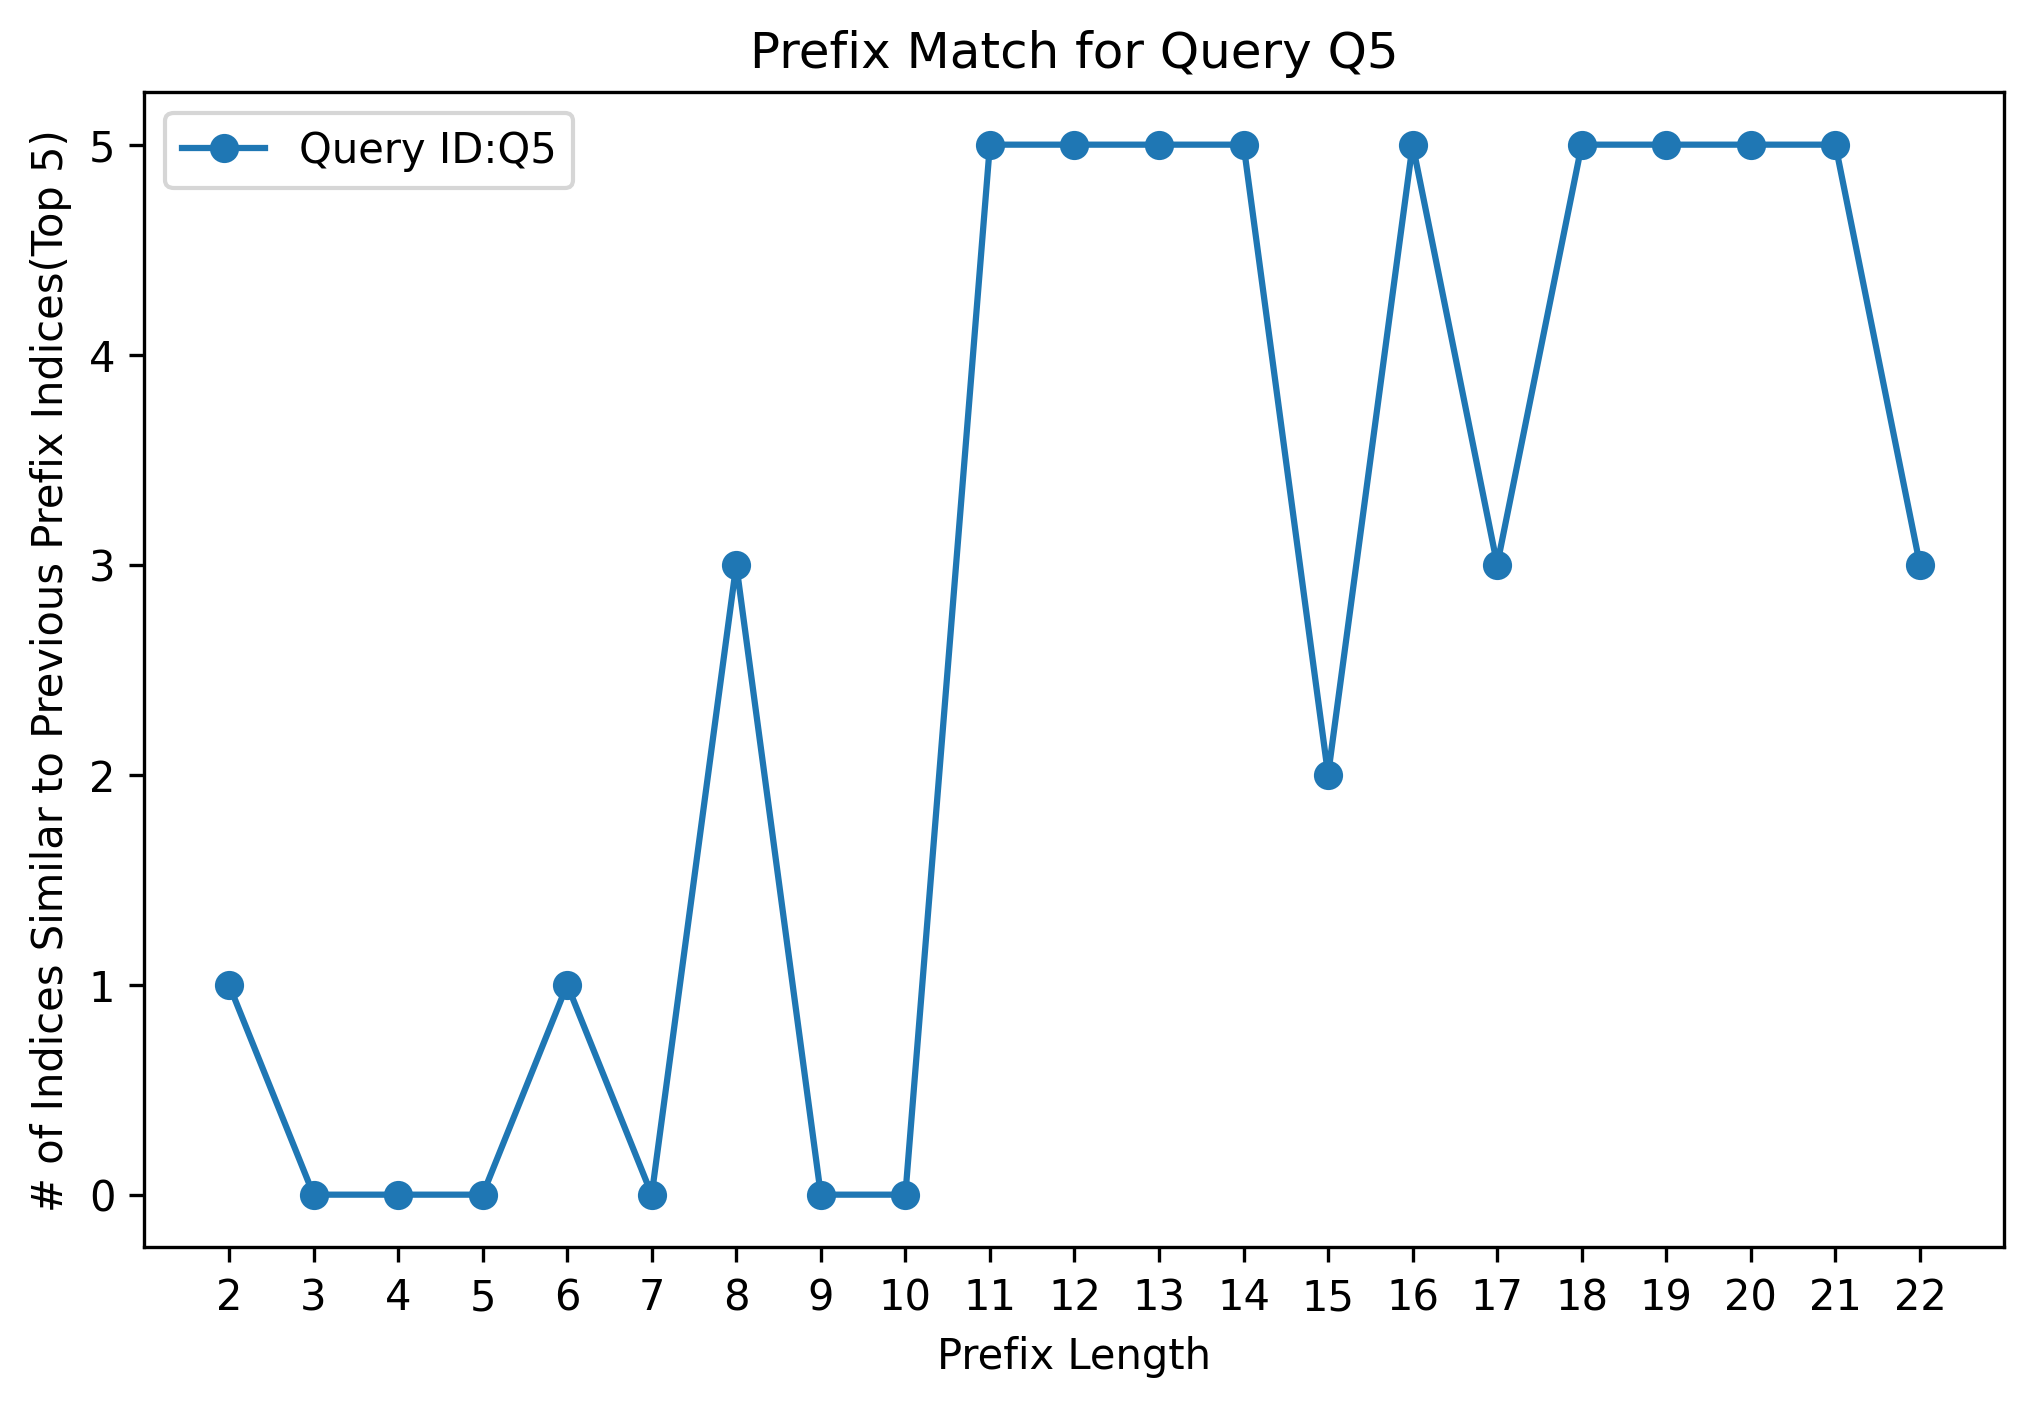 Prefix Match for Query Q5
Query ID:Q5
# of Indices Similar to Previous Prefix Indices(Top 5)
5
4
3
2
1
0
2 3 4 5 6 7 8 9 10 11 12 13 14 15 16 17 18 19 20 21 22
Prefix Length